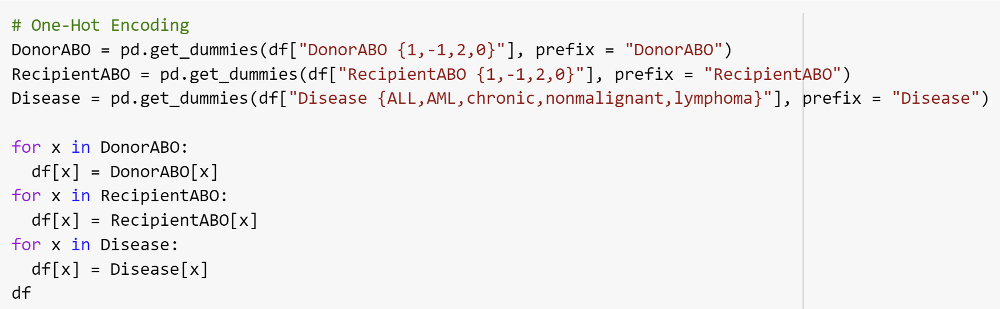 # One-Hot Encoding
DonorABO = pd.get_dummies(df["DonorABO {1,-1,2,0}"], prefix = "DonorABO")
RecipientABO = pd.get_dummies(df["RecipientABO {1,-1,2,0}"], prefix = "RecipientABO")
Disease = pd.get_dummies(df["Disease {ALL,AML,chronic,nonmalignant,lymphoma}"], prefix = "Disease")

for x in DonorABO:
  df[x] = DonorABO[x]
for x in RecipientABO:
  df[x] = RecipientABO[x]
for x in Disease:
  df[x] = Disease[x]
df